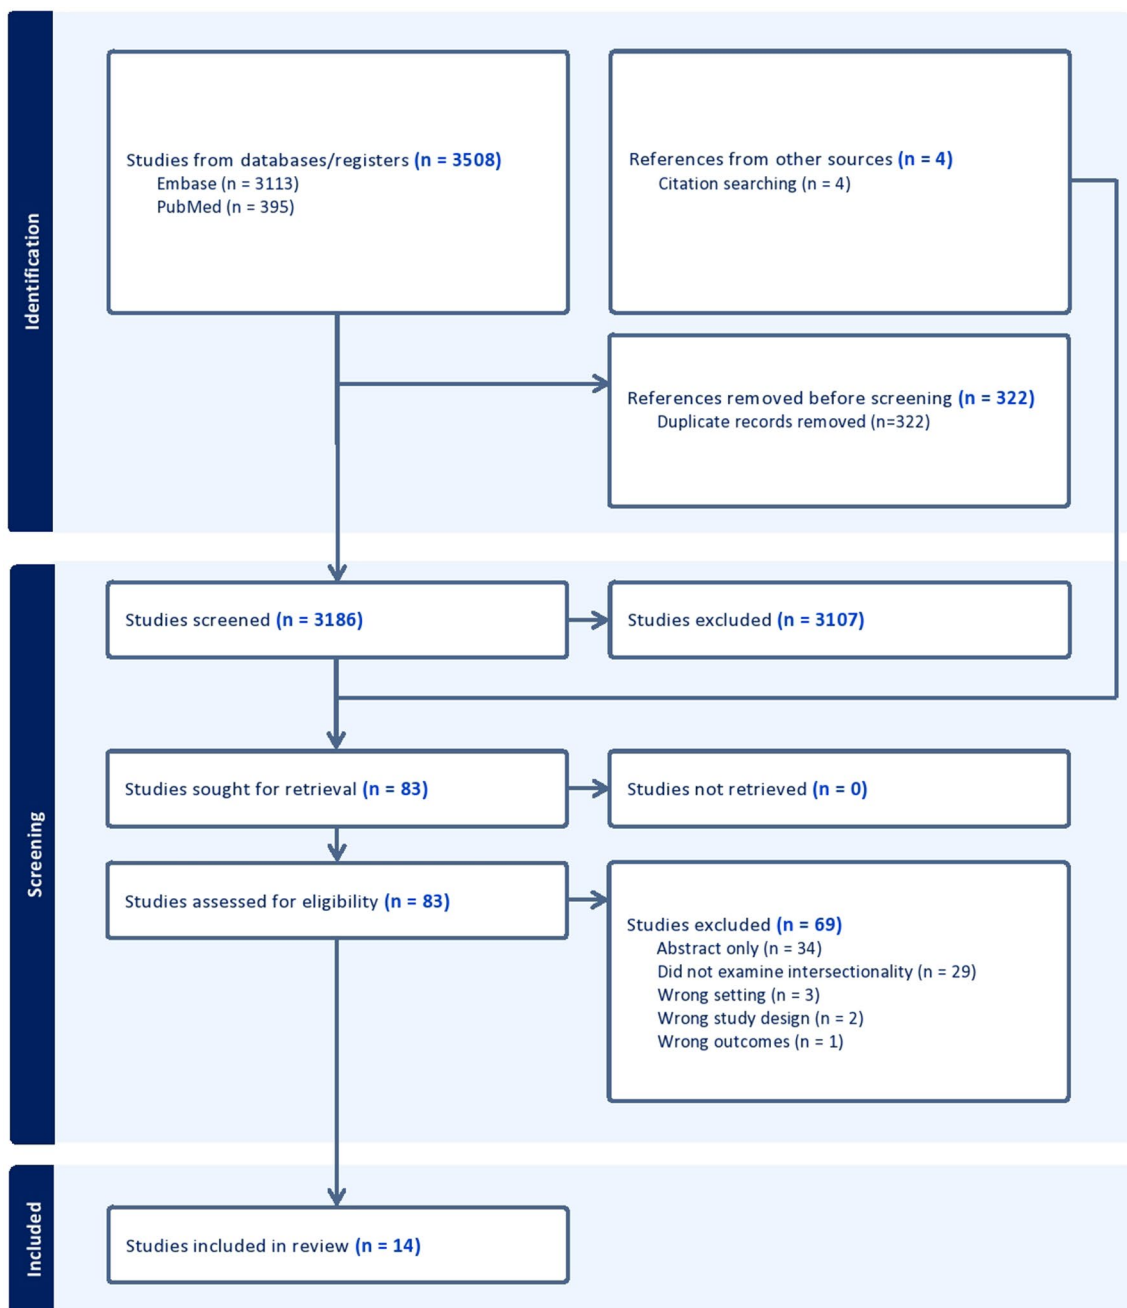 Identification
Studies from databases/registers (n = 3508)
Embase (n = 3113)
PubMed (n = 395)
References from other sources (n = 4)
Citation searching (n = 4)
References removed before screening (n = 322)
Duplicate records removed (n=322)
Screening
Studies screened (n = 3186)
Studies excluded (n = 3107)
Studies sought for retrieval (n = 83)
Studies not retrieved (n = 0)
Studies assessed for eligibility (n = 83)
Studies excluded (n = 69)
Abstract only (n = 34)
Did not examine intersectionality (n = 29)
Wrong setting (n = 3)
Wrong study design (n = 2)
Wrong outcomes (n = 1)
Included
Studies included in review (n = 14)